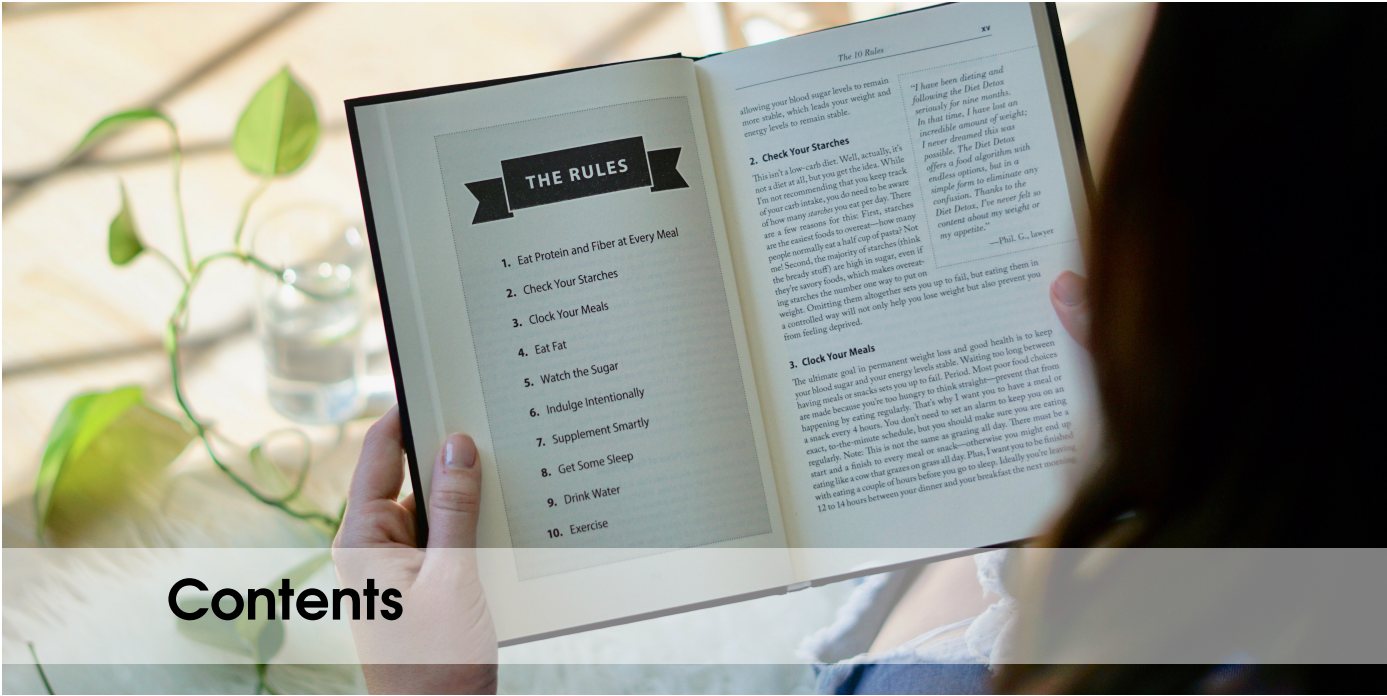 THE RULES
1. Eat Protein and Fiber at Every Meal
2. Check Your Starches
3. Clock Your Meals
4. Eat Fat
5. Watch the Sugar
6. Indulge Intentionally
7. Supplement Smartly
8. Get Some Sleep
9. Drink Water
10. Exercise
The 10 Rules
xv
allowing your blood sugar levels to remain
more stable, which leads your weight and
energy levels to remain stable.
2. Check Your Starches
This isn't a low-carb diet. Well, actually, it's
not a diet at all, but you get the idea. While
I'm not recommending that you keep track
of your carb intake, you do need to be aware
of how many starches you eat per day. There
are a few reasons for this: First, starches
are the easiest foods to overeat—how many
people normally eat a half cup of pasta? Not
me! Second, the majority of starches (think
the bready stuff) are high in sugar, even if
they're savory foods, which makes overeat-
ing starches the number one way to put on
weight. Omitting them altogether sets you up to fail, but eating them in
a controlled way will not only help you lose weight but also prevent you
from feeling deprived.
"I have been dieting and
following the Diet Detox
seriously for nine months.
In that time, I have lost an
incredible amount of weight;
I never dreamed this was
possible. The Diet Detox
offers a food algorithm with
endless options, but in a
simple form to eliminate any
confusion. Thanks to the
Diet Detox, I've never felt so
content about my weight or
my appetite."
—Phil. G., lawyer
3. Clock Your Meals
The ultimate goal in permanent weight loss and good health is to keep
your blood sugar and your energy levels stable. Waiting too long between
having meals or snacks sets you up to fail. Period. Most poor food choices
are made because you're too hungry to think straight—prevent that from
happening by eating regularly. That's why I want you to have a meal or
a snack every 4 hours. You don't need to set an alarm to keep you on an
exact, to-the-minute schedule, but you should make sure you are eating
regularly. Note: This is not the same as grazing all day. There must be a
start and a finish to every meal or snack—otherwise you might end up
eating like a cow that grazes on grass all day. Plus, I want you to be finished
with eating a couple of hours before you go to sleep. Ideally you're leaving
12 to 14 hours between your dinner and your breakfast the next morning
Contents